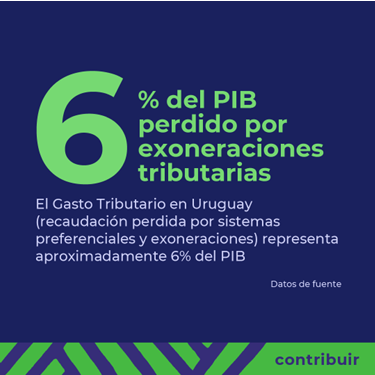 6
% del PIB
perdido por
exoneraciones
tributarias
El Gasto Tributario en Uruguay
(recaudación perdida por sistemas
preferenciales y exoneraciones) representa
aproximadamente 6% del PIB
Datos de fuente
contribuir